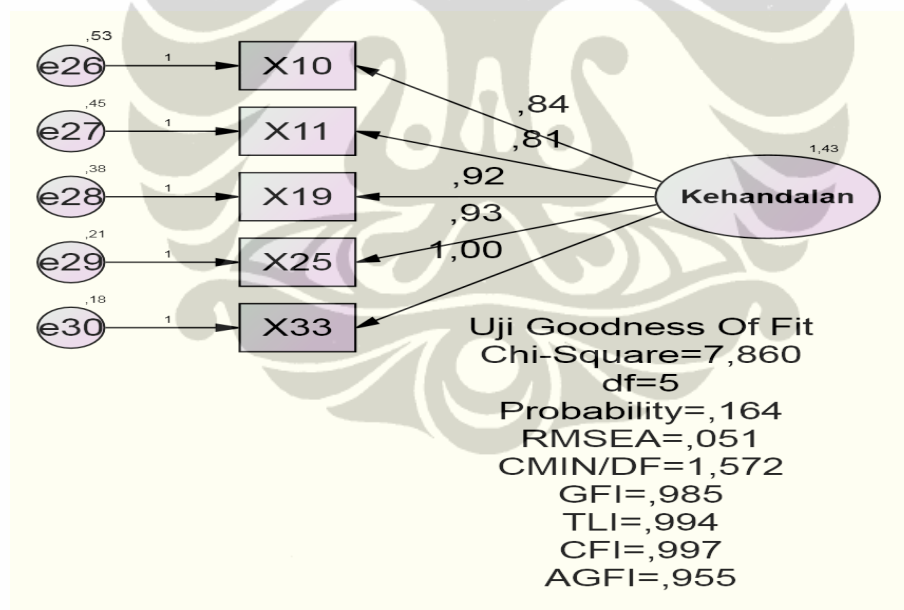 ,53
e26 1 X10
,45
e27 1 X11
,38
e28 1 X19
,21
e29 1 X25
,18
e30 1 X33
,84
,81
,92
,93
1,00
1,43
Kehandalan
Uji Goodness Of Fit
Chi-Square=7,860
df=5
Probability=,164
RMSEA=,051
CMIN/DF=1,572
GFI=,985
TLI=,994
CFI=,997
AGFI=,955